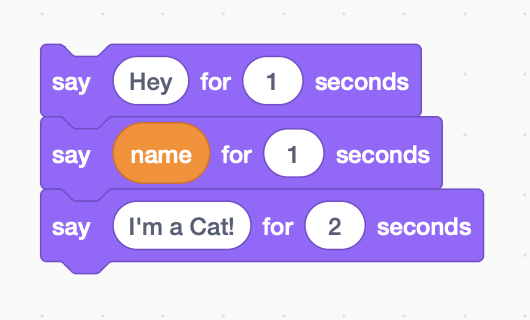 say Hey for 1 seconds
say name for 1 seconds
say I'm a Cat! for 2 seconds